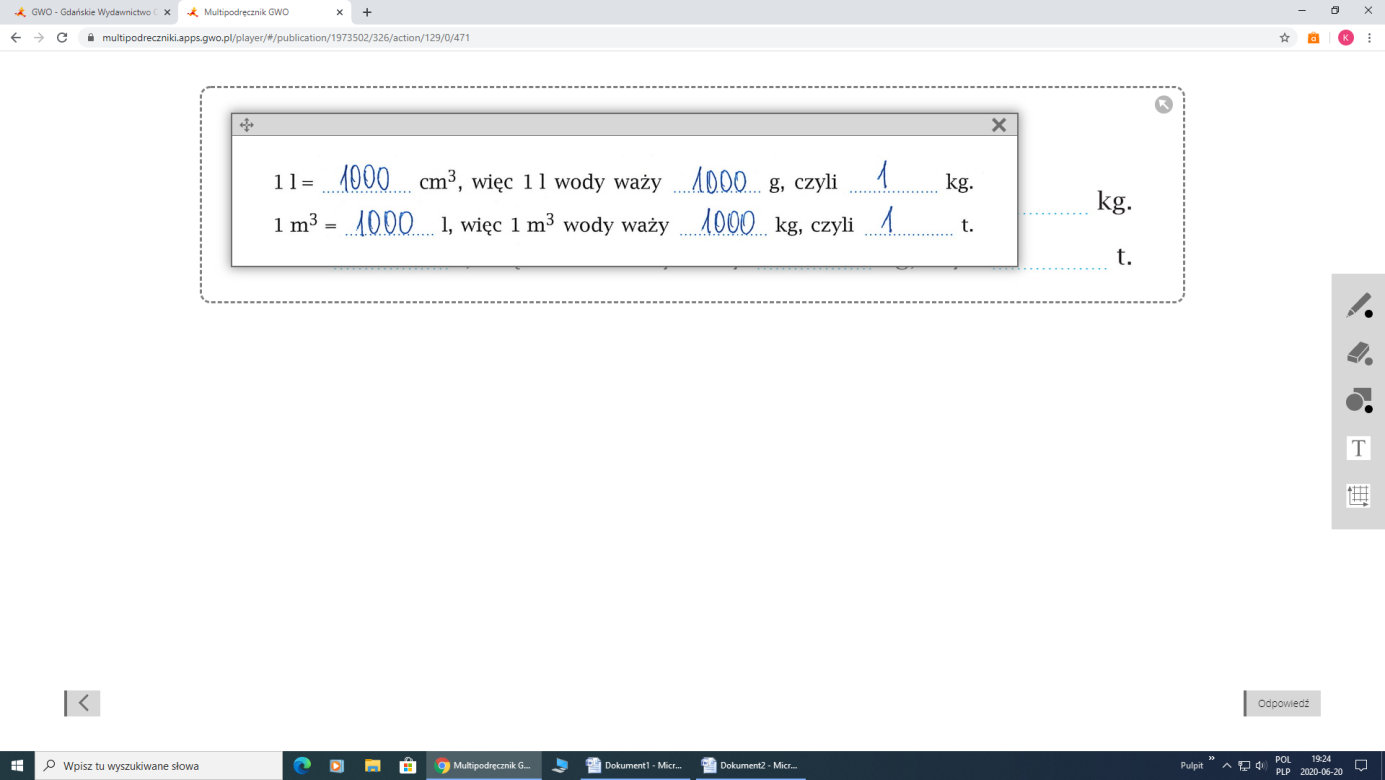 GWO - Gdańskie Wydawnictwo O
Multipodręcznik GWO
multipodreczniki.apps.gwo.pl/player/#/publication/1973502/326/action/129/0/471
K
1 l = 1000 cm³, więc 1 l wody waży 1000 g, czyli 1 kg.
1 m³ = 1000 l, więc 1 m³ wody waży 1000 kg, czyli 1 t.
kg.
t.
T
Odpowiedź
Wpisz tu wyszukiwane słowa
Multipodręcznik G...
Dokument1 - Micr...
Dokument2 - Micr...
Pulpit
POL
PLP
19:24
2020-06-20